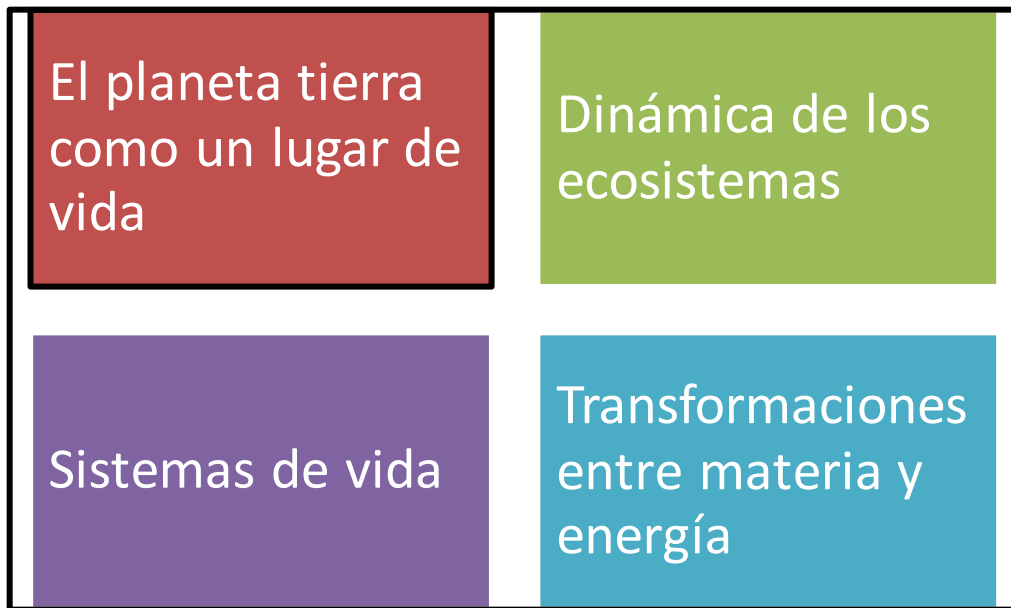 El planeta tierra
como un lugar de
vida
Dinámica de los
ecosistemas
Sistemas de vida
Transformaciones
entre materia y
energía